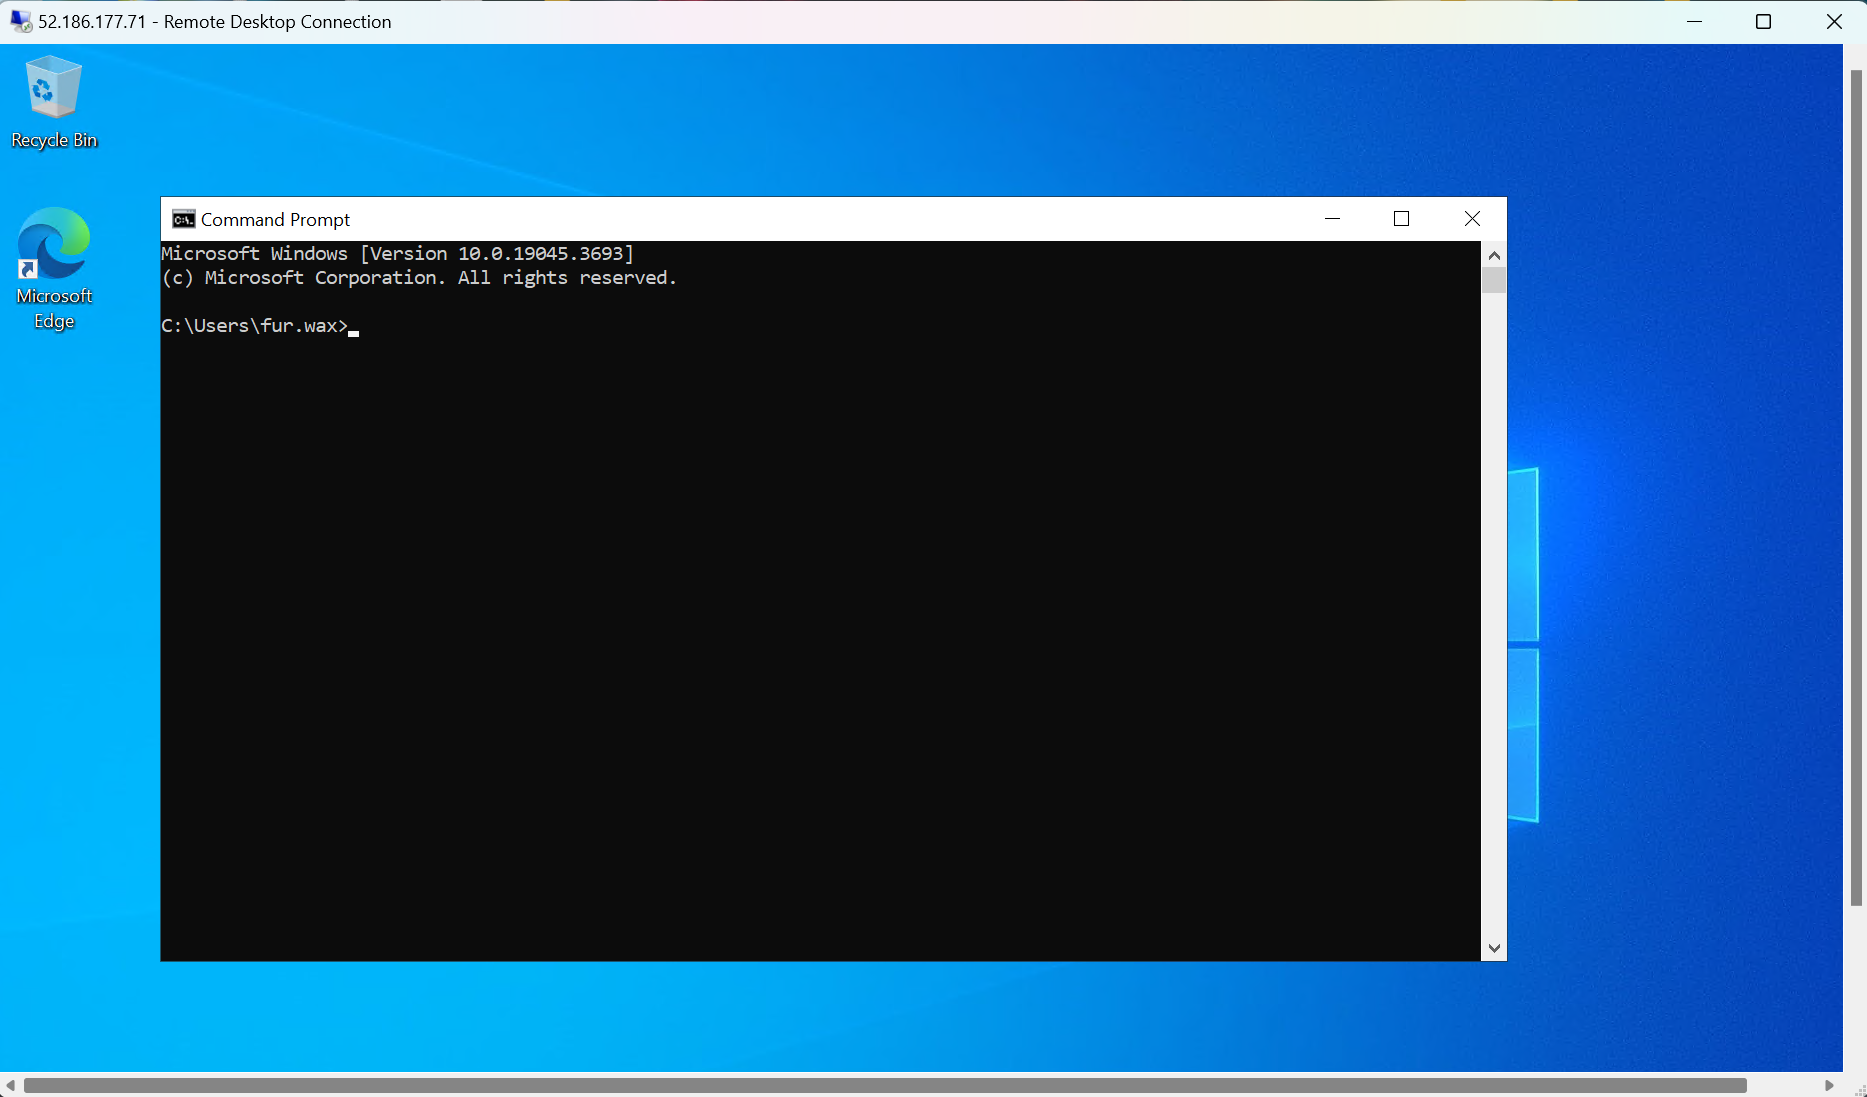 52.186.177.71 - Remote Desktop Connection
Recycle Bin
Microsoft
Edge
Command Prompt
Microsoft Windows [Version 10.0.19045.3693]
(c) Microsoft Corporation. All rights reserved.
C:\Users\fur.wax>